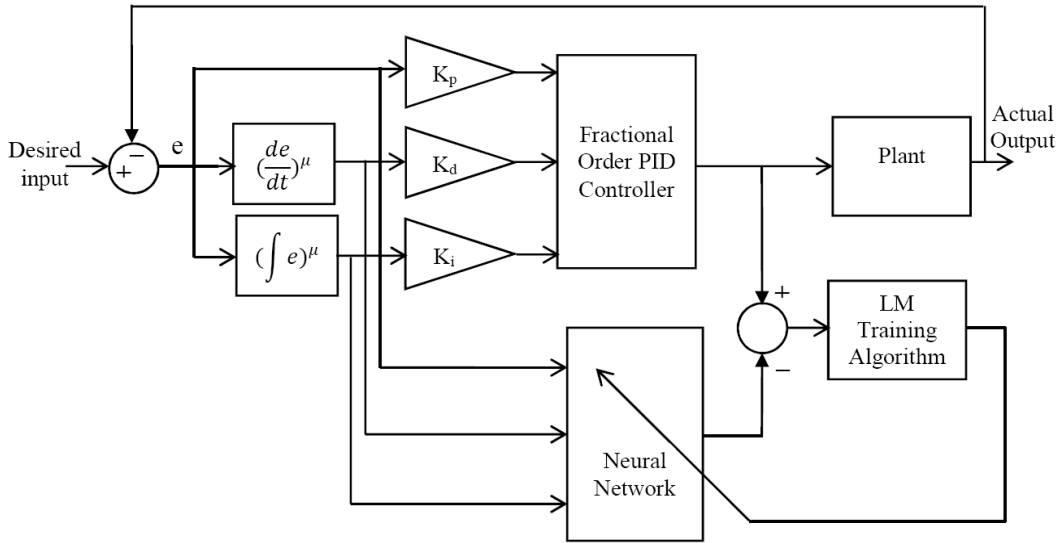 Desired
input
+
−
e
(de/dt)^μ
(∫ e)^μ
K_p
K_d
K_i
Fractional
Order PID
Controller
Plant
Actual
Output
+
−
LM
Training
Algorithm
Neural
Network